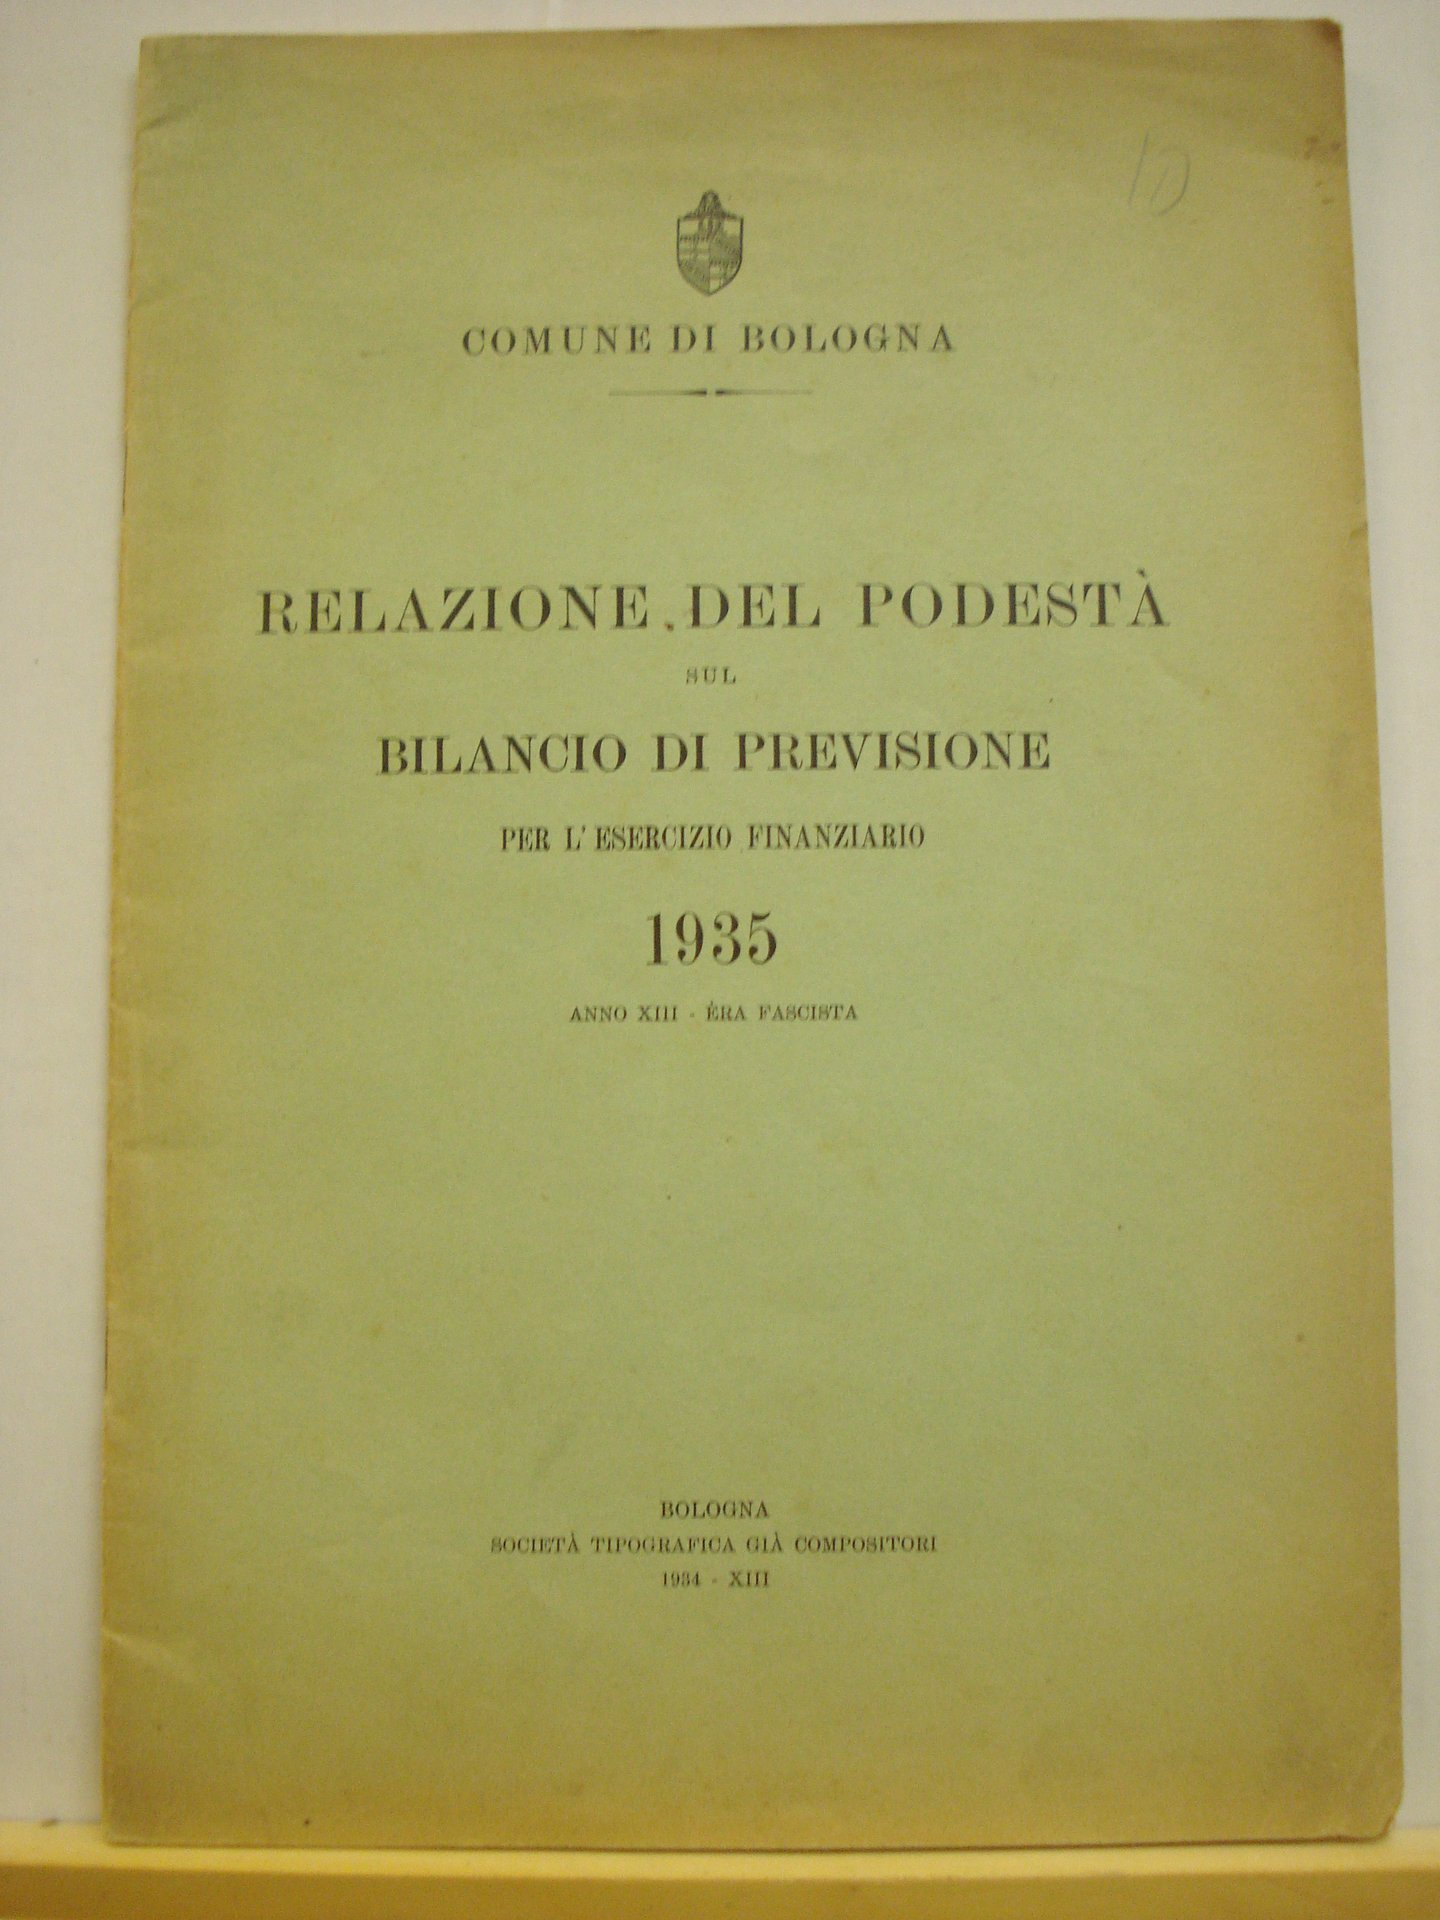 COMUNE DI BOLOGNA
RELAZIONE DEL PODESTÀ
SUL
BILANCIO DI PREVISIONE
PER L'ESERCIZIO FINANZIARIO
1935
ANNO XIII - ÈRA FASCISTA
BOLOGNA
SOCIETÀ TIPOGRAFICA GIÀ COMPOSITORI
1934 - XIII